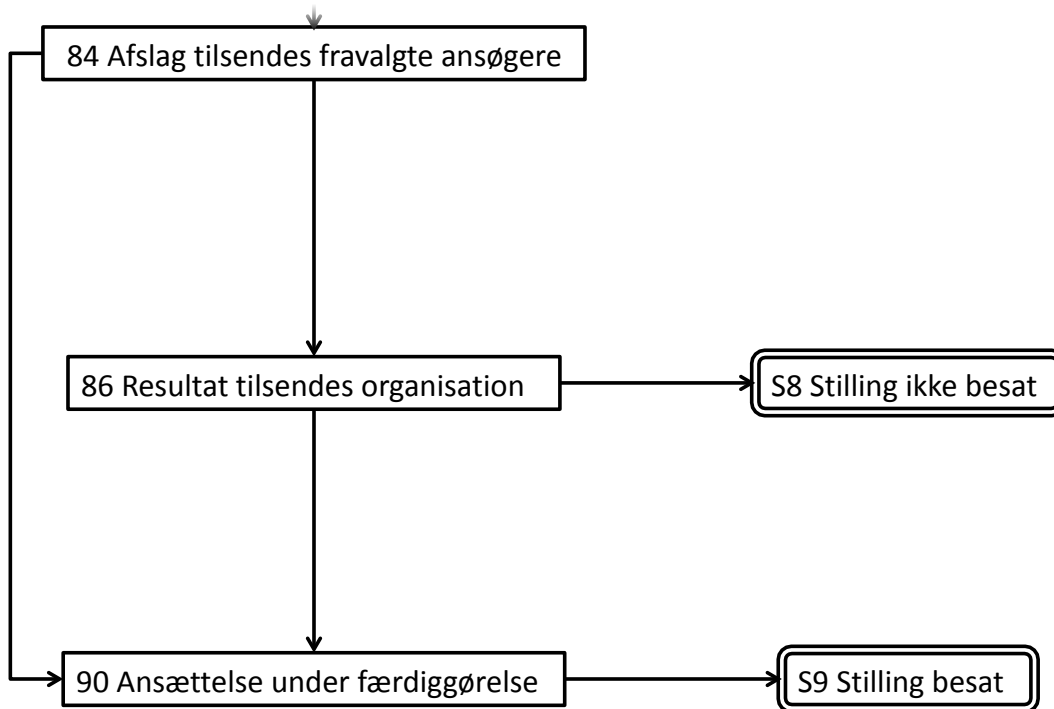 84 Afslag tilsendes fravalgte ansøgere
86 Resultat tilsendes organisation
S8 Stilling ikke besat
90 Ansættelse under færdiggørelse
S9 Stilling besat